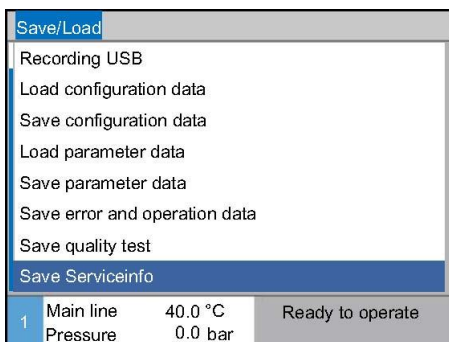 Save/Load
Recording USB
Load configuration data
Save configuration data
Load parameter data
Save parameter data
Save error and operation data
Save quality test
Save Serviceinfo
1 Main line 40.0 °C Ready to operate
Pressure 0.0 bar